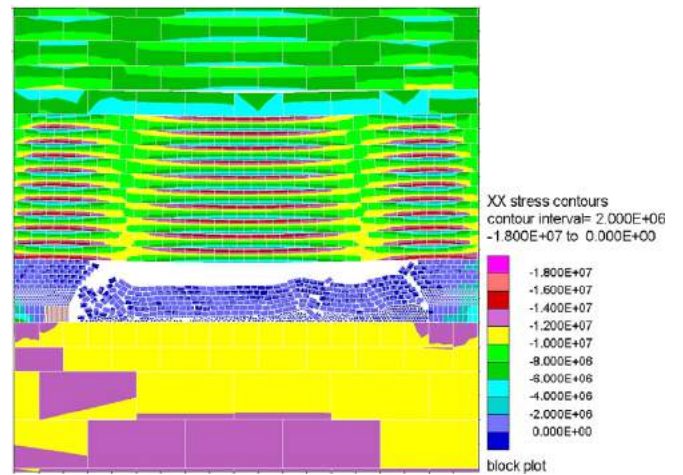 XX stress contours
contour interval= 2.000E+06
-1.800E+07 to 0.000E+00
-1.800E+07
-1.600E+07
-1.400E+07
-1.200E+07
-1.000E+07
-8.000E+06
-6.000E+06
-4.000E+06
-2.000E+06
0.000E+00
block plot